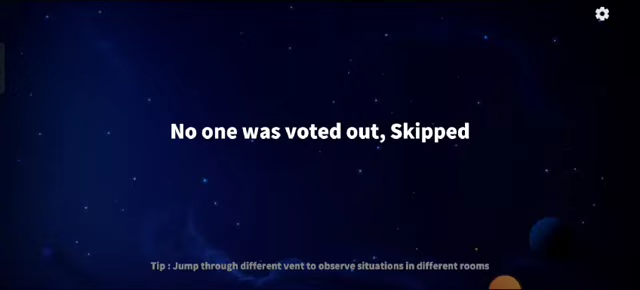 No one was voted out, Skipped
Tip : Jump through different vent to observe situations in different rooms